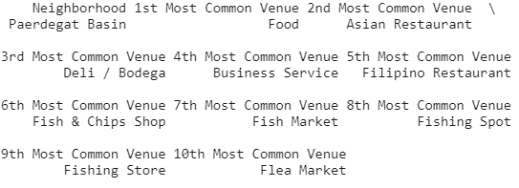 Neighborhood 1st Most Common Venue 2nd Most Common Venue \
Paerdegat Basin Food Asian Restaurant
3rd Most Common Venue 4th Most Common Venue 5th Most Common Venue
Deli / Bodega Business Service Filipino Restaurant
6th Most Common Venue 7th Most Common Venue 8th Most Common Venue
Fish & Chips Shop Fish Market Fishing Spot
9th Most Common Venue 10th Most Common Venue
Fishing Store Flea Market